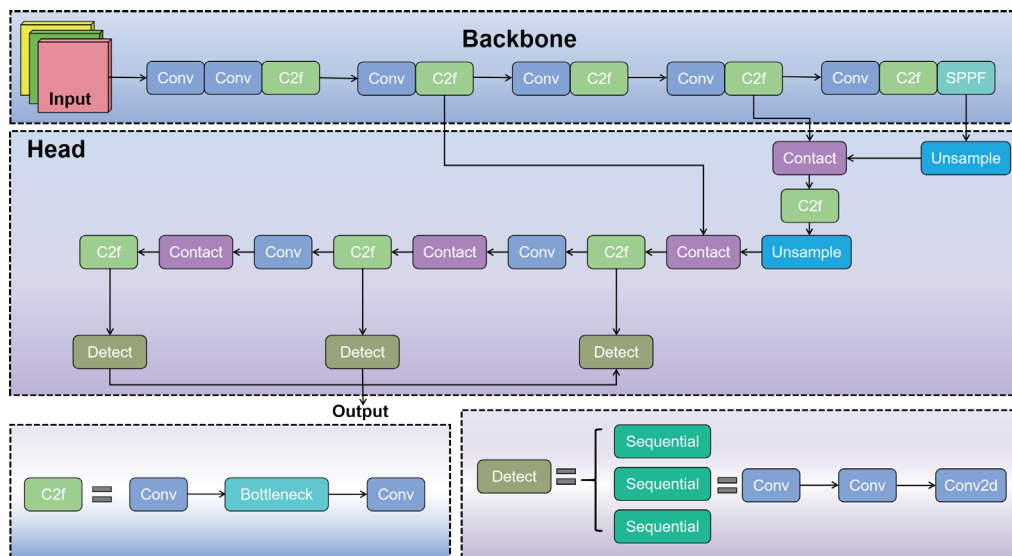 Backbone
Input
Conv Conv C2f Conv C2f Conv C2f Conv C2f Conv C2f SPPF
Head
Contact Unsample
C2f
C2f Contact Conv C2f Contact Conv C2f Contact Unsample
Detect Detect Detect
Output
C2f = Conv Bottleneck Conv
Sequential
Detect = Sequential = Conv Conv Conv2d
Sequential